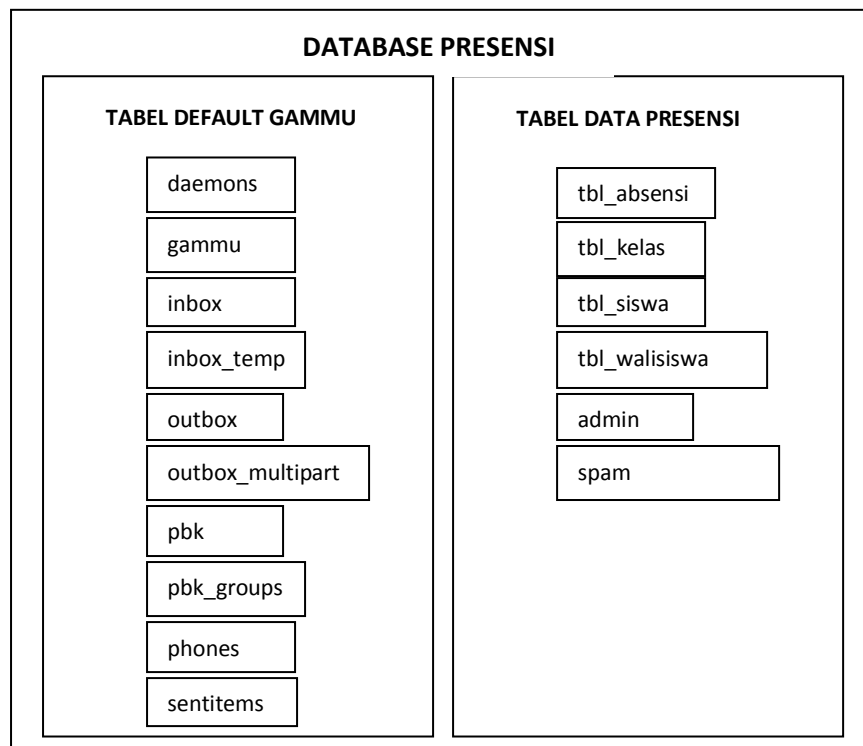 DATABASE PRESENSI
TABEL DEFAULT GAMMU
daemons
gammu
inbox
inbox_temp
outbox
outbox_multipart
pbk
pbk_groups
phones
sentitems
TABEL DATA PRESENSI
tbl_absensi
tbl_kelas
tbl_siswa
tbl_walisiswa
admin
spam